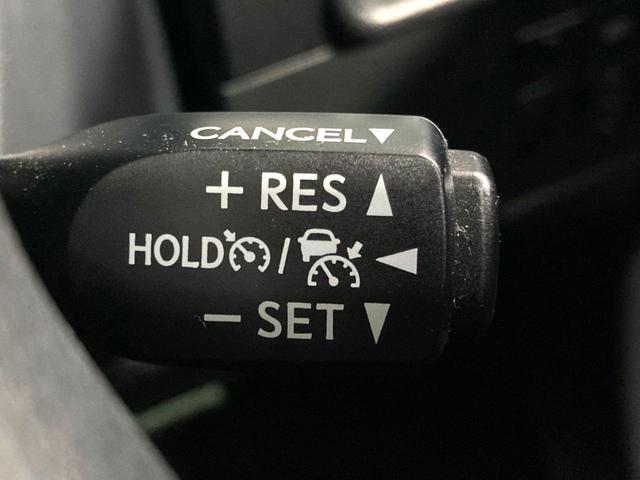 CANCEL▼
+ RES ▲
HOLD / ◀
− SET ▼